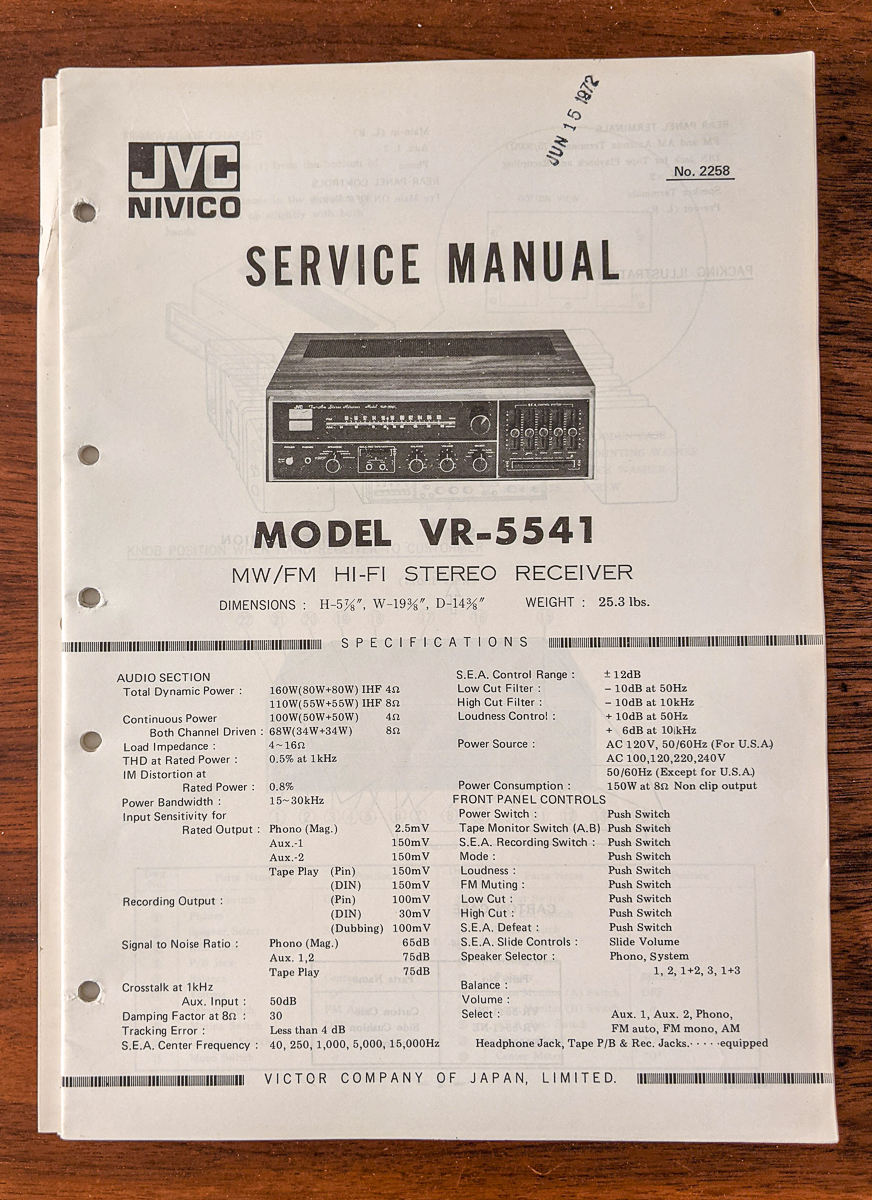 JUN 15 1972
JVC
NIVICO
No. 2258
SERVICE MANUAL
JVC
MODEL VR-5541
MW/FM HI-FI STEREO RECEIVER
DIMENSIONS : H-5⅞″, W-19⅜″, D-14⅜″ WEIGHT : 25.3 lbs.
SPECIFICATIONS
AUDIO SECTION
Total Dynamic Power : 160W(80W+80W) IHF 4Ω
110W(55W+55W) IHF 8Ω
Continuous Power 100W(50W+50W) 4Ω
Both Channel Driven : 68W(34W+34W) 8Ω
Load Impedance : 4~16Ω
THD at Rated Power : 0.5% at 1kHz
IM Distortion at
Rated Power : 0.8%
Power Bandwidth : 15~30kHz
Input Sensitivity for
Rated Output : Phono (Mag.) 2.5mV
Aux.-1 150mV
Aux.-2 150mV
Tape Play (Pin) 150mV
(DIN) 150mV
Recording Output : (Pin) 100mV
(DIN) 30mV
(Dubbing) 100mV
Signal to Noise Ratio : Phono (Mag.) 65dB
Aux. 1,2 75dB
Tape Play 75dB
Crosstalk at 1kHz
Aux. Input : 50dB
Damping Factor at 8Ω : 30
Tracking Error : Less than 4 dB
S.E.A. Center Frequency : 40, 250, 1,000, 5,000, 15,000Hz
S.E.A. Control Range : ±12dB
Low Cut Filter : −10dB at 50Hz
High Cut Filter : −10dB at 10kHz
Loudness Control : +10dB at 50Hz
+ 6dB at 10kHz
Power Source : AC 120V, 50/60Hz (For U.S.A.)
AC 100,120,220,240V
50/60Hz (Except for U.S.A.)
Power Consumption : 150W at 8Ω Non clip output
FRONT PANEL CONTROLS
Power Switch : Push Switch
Tape Monitor Switch (A,B) Push Switch
S.E.A. Recording Switch : Push Switch
Mode : Push Switch
Loudness : Push Switch
FM Muting : Push Switch
Low Cut : Push Switch
High Cut : Push Switch
S.E.A. Defeat : Push Switch
S.E.A. Slide Controls : Slide Volume
Speaker Selector : Phono, System
1, 2, 1+2, 3, 1+3
Balance :
Volume :
Select : Aux. 1, Aux. 2, Phono,
FM auto, FM mono, AM
Headphone Jack, Tape P/B & Rec. Jacks.·····equipped
VICTOR COMPANY OF JAPAN, LIMITED.